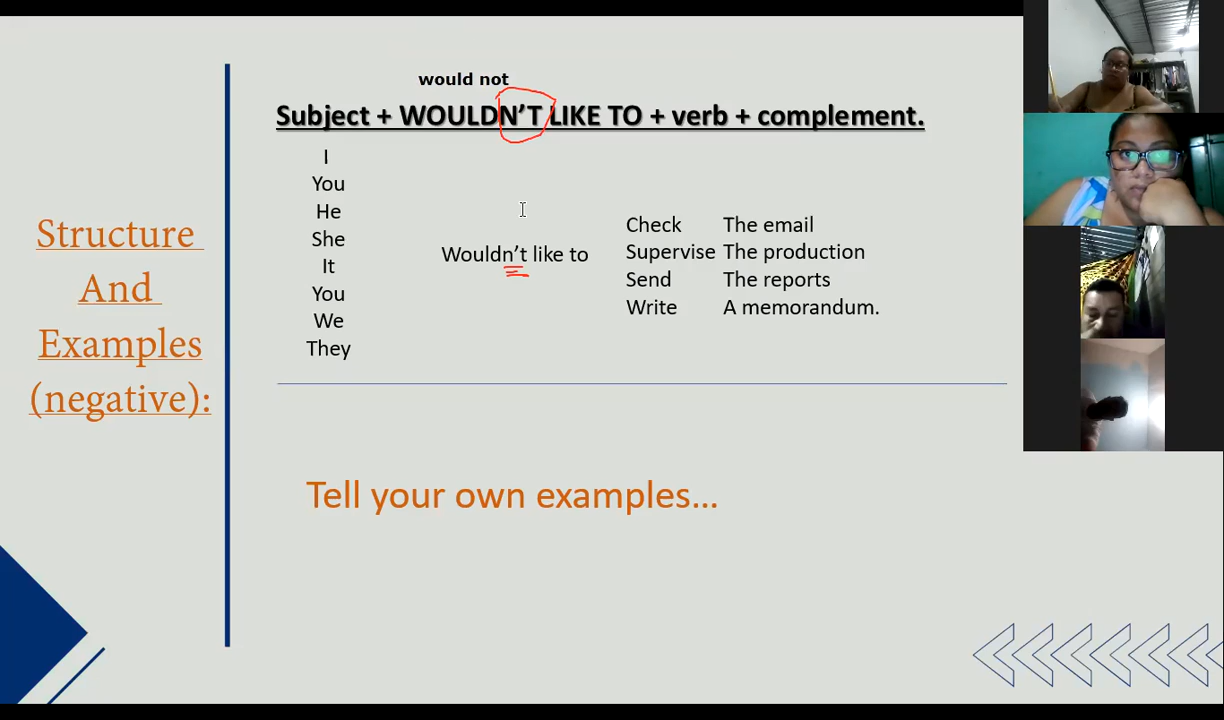 Structure
And
Examples
(negative):
would not
Subject + WOULDN'T LIKE TO + verb + complement.
I
You
He
She
It
You
We
They
Wouldn't like to
Check The email
Supervise The production
Send The reports
Write A memorandum.
Tell your own examples...